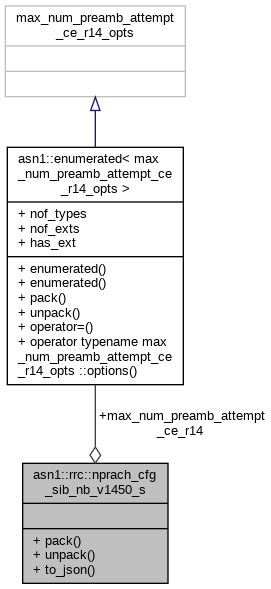 max_num_preamb_attempt
_ce_r14_opts
asn1::enumerated< max
_num_preamb_attempt_ce
_r14_opts >
+ nof_types
+ nof_exts
+ has_ext
+ enumerated()
+ enumerated()
+ pack()
+ unpack()
+ operator=()
+ operator typename max
_num_preamb_attempt_ce
_r14_opts ::options()
+max_num_preamb_attempt
_ce_r14
asn1::rrc::nprach_cfg
_sib_nb_v1450_s
+ pack()
+ unpack()
+ to_json()